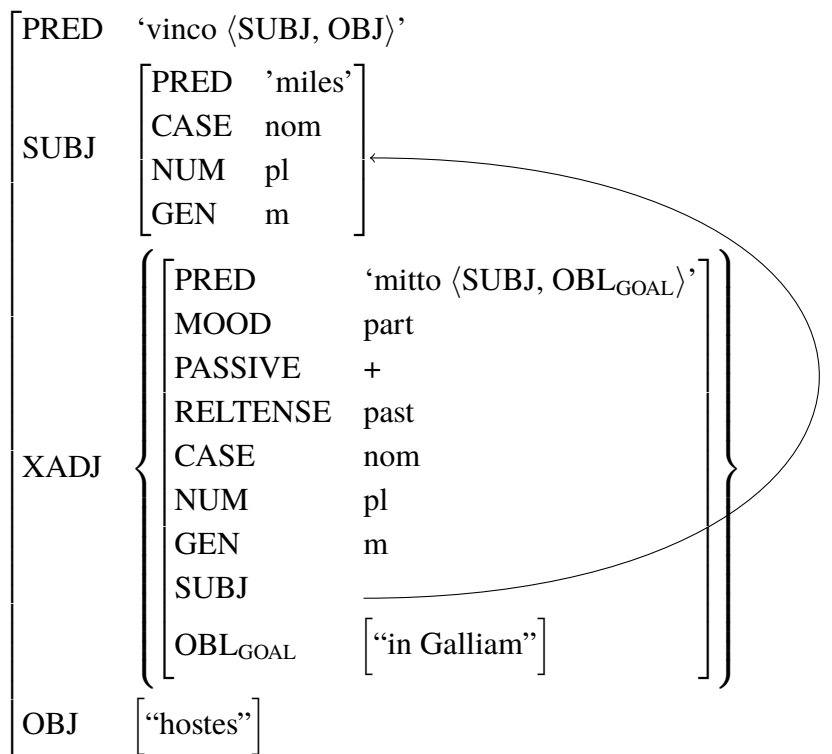 PRED ‘vinco ⟨SUBJ, OBJ⟩’
SUBJ
PRED ’miles’
CASE nom
NUM pl
GEN m
XADJ
PRED ‘mitto ⟨SUBJ, OBL_GOAL⟩’
MOOD part
PASSIVE +
RELTENSE past
CASE nom
NUM pl
GEN m
SUBJ
OBL_GOAL “in Galliam”
OBJ “hostes”